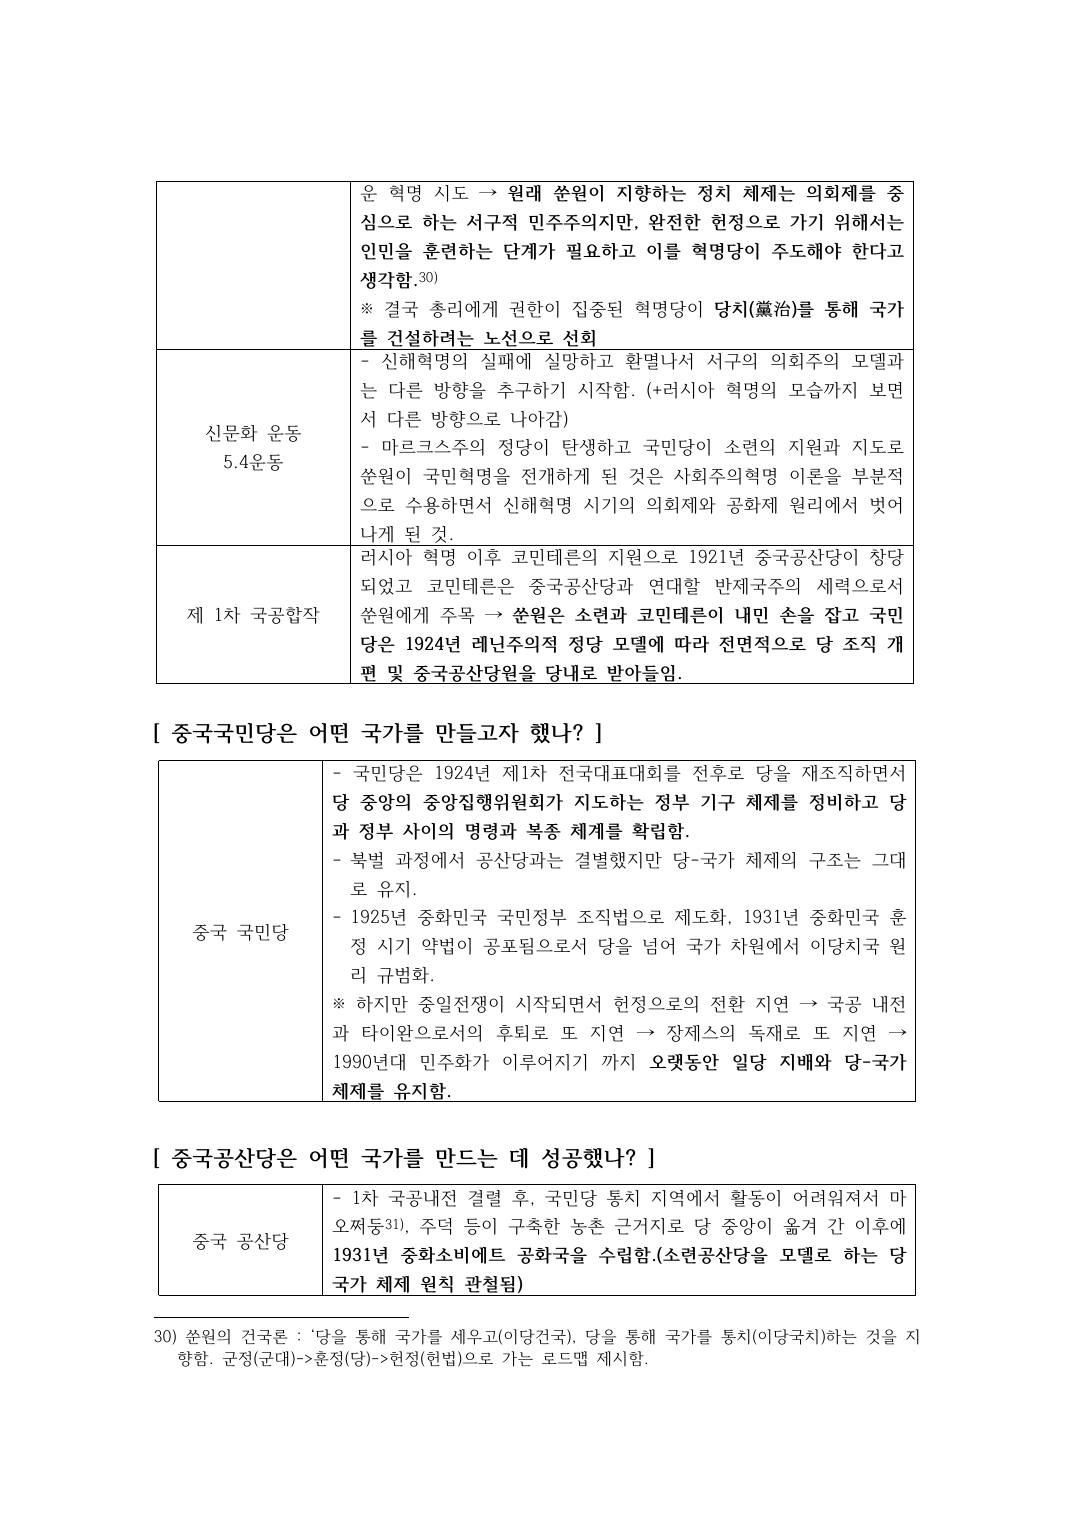 운 혁명 시도 → 원래 쑨원이 지향하는 정치 체제는 의회제를 중
심으로 하는 서구적 민주주의지만, 완전한 헌정으로 가기 위해서는
인민을 훈련하는 단계가 필요하고 이를 혁명당이 주도해야 한다고
생각함.30)
※ 결국 총리에게 권한이 집중된 혁명당이 당치(黨治)를 통해 국가
를 건설하려는 노선으로 선회
신문화 운동
5.4운동
- 신해혁명의 실패에 실망하고 환멸나서 서구의 의회주의 모델과
는 다른 방향을 추구하기 시작함. (+러시아 혁명의 모습까지 보면
서 다른 방향으로 나아감)
- 마르크스주의 정당이 탄생하고 국민당이 소련의 지원과 지도로
쑨원이 국민혁명을 전개하게 된 것은 사회주의혁명 이론을 부분적
으로 수용하면서 신해혁명 시기의 의회제와 공화제 원리에서 벗어
나게 된 것.
제 1차 국공합작
러시아 혁명 이후 코민테른의 지원으로 1921년 중국공산당이 창당
되었고 코민테른은 중국공산당과 연대할 반제국주의 세력으로서
쑨원에게 주목 → 쑨원은 소련과 코민테른이 내민 손을 잡고 국민
당은 1924년 레닌주의적 정당 모델에 따라 전면적으로 당 조직 개
편 및 중국공산당원을 당내로 받아들임.
[ 중국국민당은 어떤 국가를 만들고자 했나? ]
중국 국민당
- 국민당은 1924년 제1차 전국대표대회를 전후로 당을 재조직하면서
당 중앙의 중앙집행위원회가 지도하는 정부 기구 체제를 정비하고 당
과 정부 사이의 명령과 복종 체계를 확립함.
- 북벌 과정에서 공산당과는 결별했지만 당-국가 체제의 구조는 그대
로 유지.
- 1925년 중화민국 국민정부 조직법으로 제도화, 1931년 중화민국 훈
정 시기 약법이 공포됨으로서 당을 넘어 국가 차원에서 이당치국 원
리 규범화.
※ 하지만 중일전쟁이 시작되면서 헌정으로의 전환 지연 → 국공 내전
과 타이완으로서의 후퇴로 또 지연 → 장제스의 독재로 또 지연 →
1990년대 민주화가 이루어지기 까지 오랫동안 일당 지배와 당-국가
체제를 유지함.
[ 중국공산당은 어떤 국가를 만드는 데 성공했나? ]
중국 공산당
- 1차 국공내전 결렬 후, 국민당 통치 지역에서 활동이 어려워져서 마
오쩌둥31), 주덕 등이 구축한 농촌 근거지로 당 중앙이 옮겨 간 이후에
1931년 중화소비에트 공화국을 수립함.(소련공산당을 모델로 하는 당
국가 체제 원칙 관철됨)
30) 쑨원의 건국론 : ‘당을 통해 국가를 세우고(이당건국), 당을 통해 국가를 통치(이당국치)하는 것을 지
향함. 군정(군대)->훈정(당)->헌정(헌법)으로 가는 로드맵 제시함.